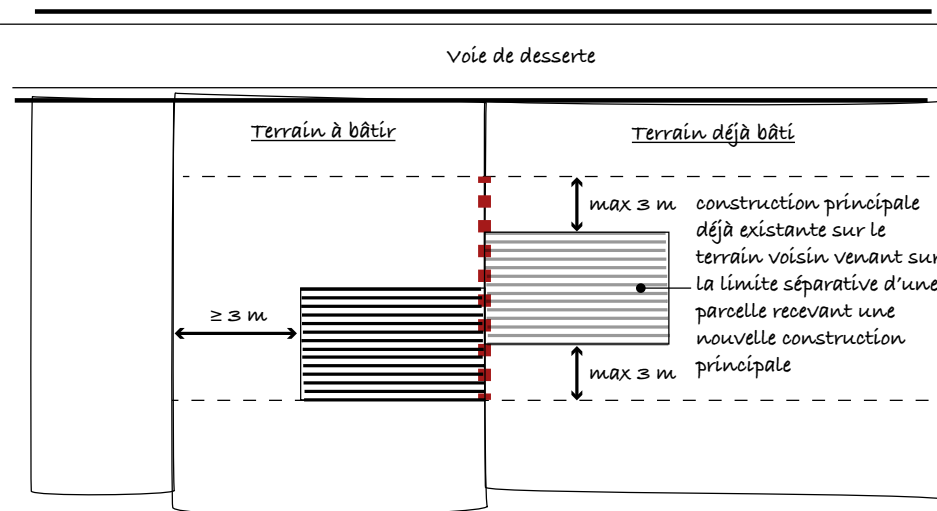 Voie de desserte
Terrain à bâtir
Terrain déjà bâti
max 3 m
construction principale
déjà existante sur le
terrain voisin venant sur
la limite séparative d'une
parcelle recevant une
nouvelle construction
principale
≥ 3 m
max 3 m